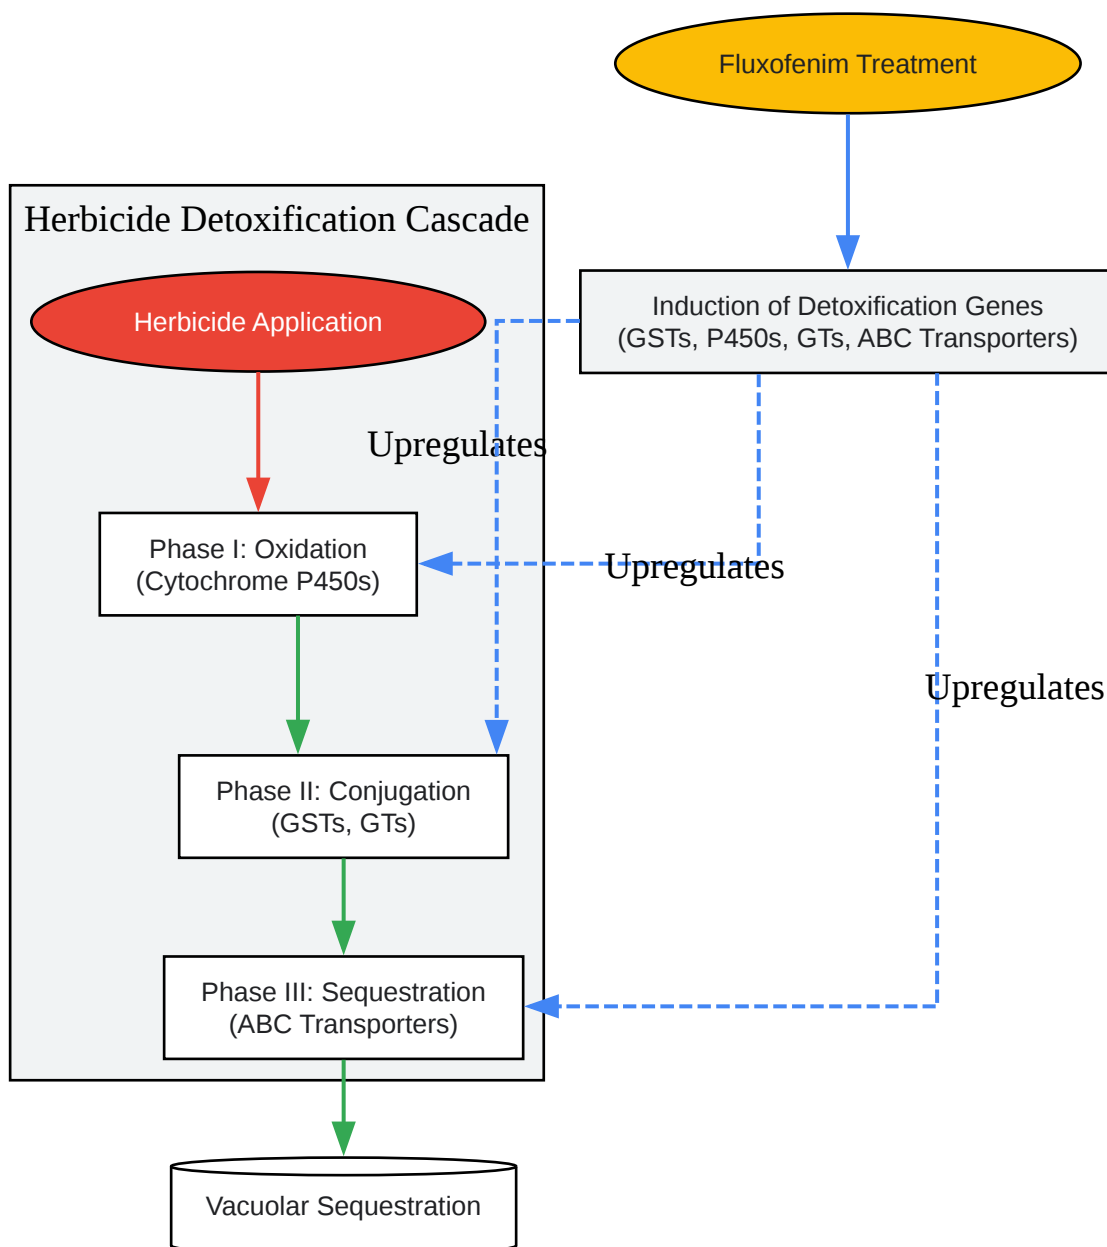 Fluxofenim Treatment
Herbicide Detoxification Cascade
Herbicide Application
Induction of Detoxification Genes
(GSTs, P450s, GTs, ABC Transporters)
Upregulates
Phase I: Oxidation
(Cytochrome P450s)
Upregulates
Upregulates
Phase II: Conjugation
(GSTs, GTs)
Phase III: Sequestration
(ABC Transporters)
Vacuolar Sequestration